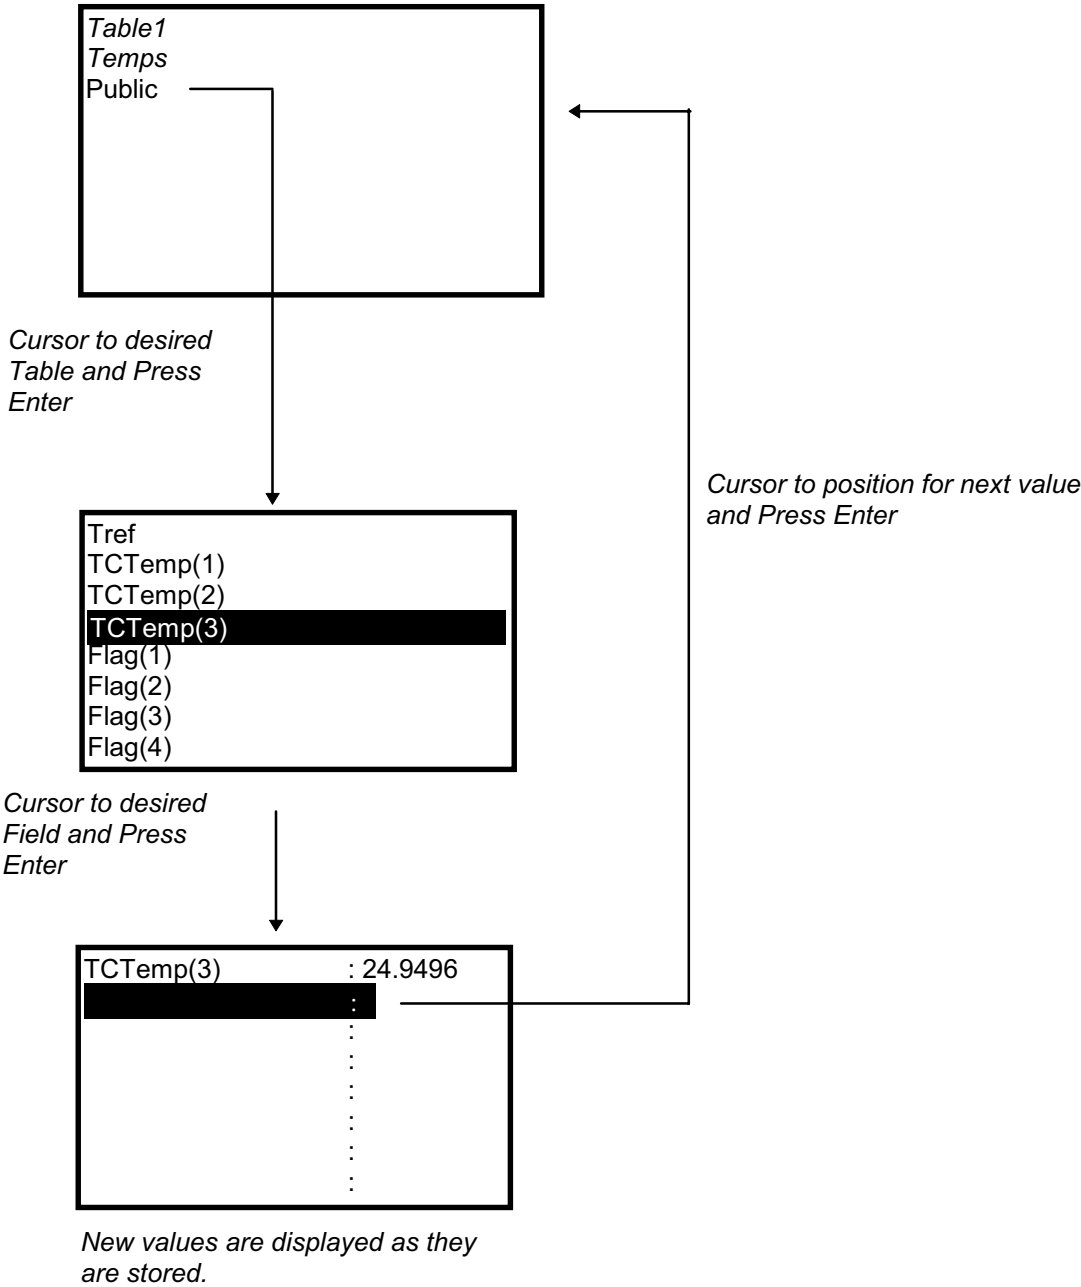 Table1
Temps
Public
Cursor to desired
Table and Press
Enter
Cursor to position for next value
and Press Enter
Tref
TCTemp(1)
TCTemp(2)
TCTemp(3)
Flag(1)
Flag(2)
Flag(3)
Flag(4)
Cursor to desired
Field and Press
Enter
TCTemp(3) : 24.9496
:
:
:
:
:
:
:
New values are displayed as they
are stored.